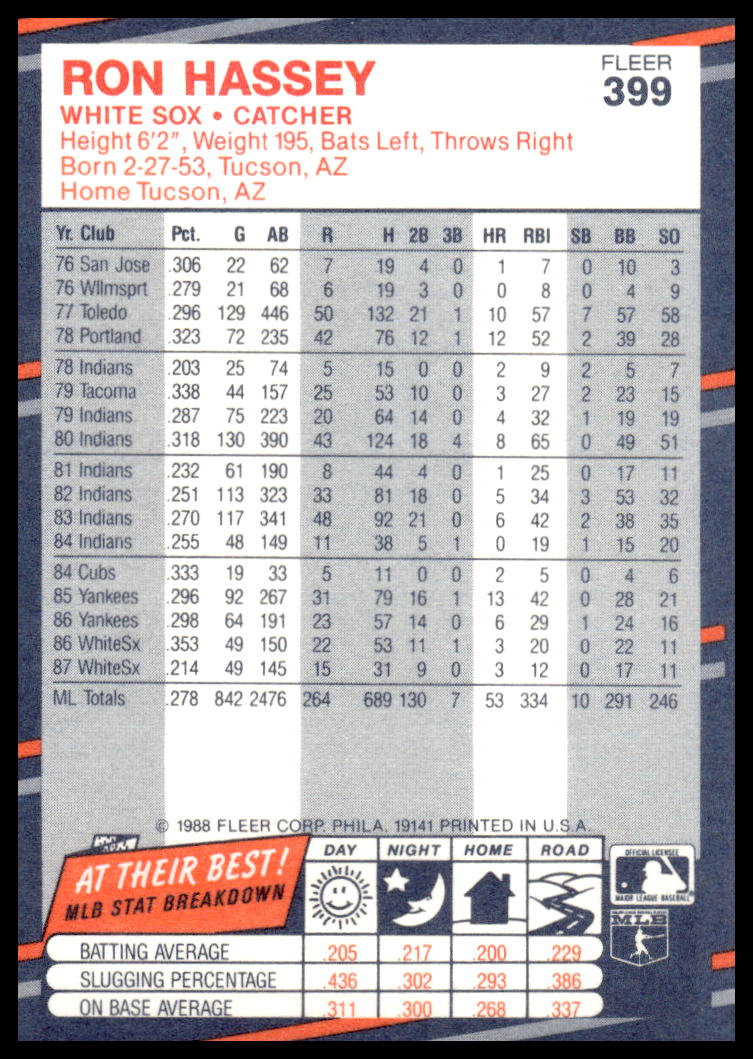 RON HASSEY
FLEER
399
WHITE SOX • CATCHER
Height 6'2", Weight 195, Bats Left, Throws Right
Born 2-27-53, Tucson, AZ
Home Tucson, AZ
Yr. Club Pct. G AB R H 2B 3B HR RBI SB BB SO
76 San Jose .306 22 62 7 19 4 0 1 7 0 10 3
76 Wllmsprt .279 21 68 6 19 3 0 0 8 0 4 9
77 Toledo .296 129 446 50 132 21 1 10 57 7 57 58
78 Portland .323 72 235 42 76 12 1 12 52 2 39 28
78 Indians .203 25 74 5 15 0 0 2 9 2 5 7
79 Tacoma .338 44 157 25 53 10 0 3 27 2 23 15
79 Indians .287 75 223 20 64 14 0 4 32 1 19 19
80 Indians .318 130 390 43 124 18 4 8 65 0 49 51
81 Indians .232 61 190 8 44 4 0 1 25 0 17 11
82 Indians .251 113 323 33 81 18 0 5 34 3 53 32
83 Indians .270 117 341 48 92 21 0 6 42 2 38 35
84 Indians .255 48 149 11 38 5 1 0 19 1 15 20
84 Cubs .333 19 33 5 11 0 0 2 5 0 4 6
85 Yankees .296 92 267 31 79 16 1 13 42 0 28 21
86 Yankees .298 64 191 23 57 14 0 6 29 1 24 16
86 WhiteSx .353 49 150 22 53 11 1 3 20 0 22 11
87 WhiteSx .214 49 145 15 31 9 0 3 12 0 17 11
ML Totals .278 842 2476 264 689 130 7 53 334 10 291 246
© 1988 FLEER CORP. PHILA. 19141 PRINTED IN U.S.A.
AT THEIR BEST!
MLB STAT BREAKDOWN
DAY NIGHT HOME ROAD
OFFICIAL LICENSEE
MAJOR LEAGUE BASEBALL
MLB
BATTING AVERAGE .205 .217 .200 .229
SLUGGING PERCENTAGE .436 .302 .293 .386
ON BASE AVERAGE .311 .300 .268 .337